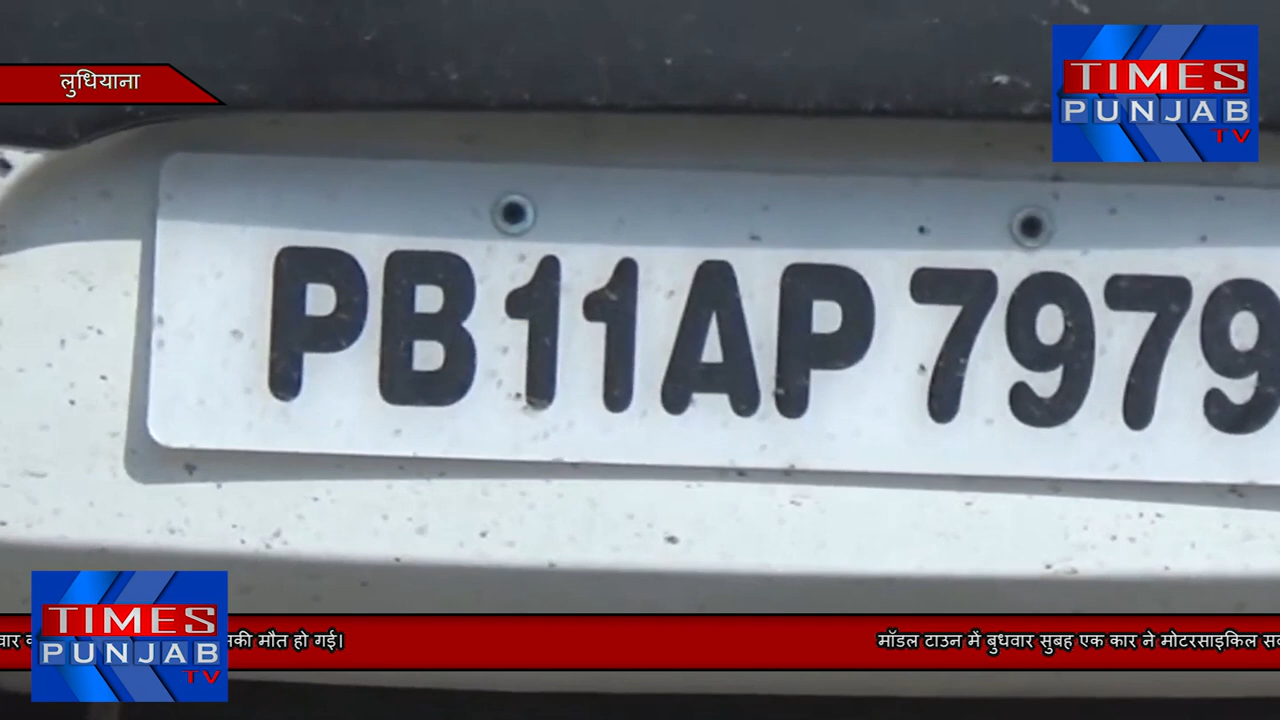 लुधियाना
TIMES
PUNJAB
TV
PB11AP 7979
TIMES
PUNJAB
TV
की मौत हो गई।
मॉडल टाउन में बुधवार सुबह एक कार ने मोटरसाइकिल